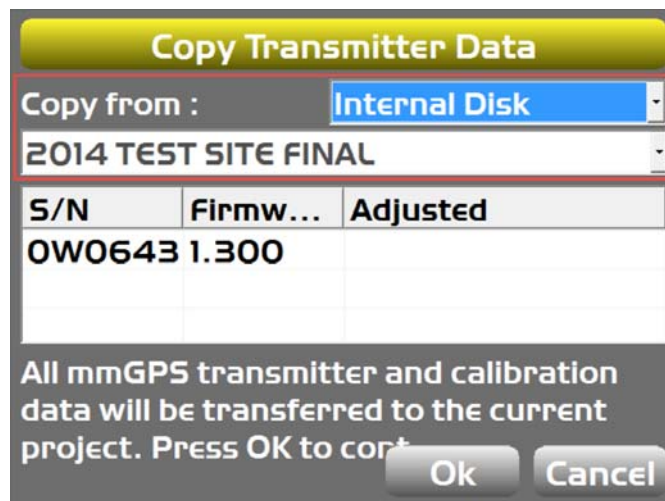 Copy Transmitter Data
Copy from : Internal Disk
2014 TEST SITE FINAL
S/N Firmw... Adjusted
0W0643 1.300
All mmGPS transmitter and calibration
data will be transferred to the current
project. Press OK to
Ok Cancel